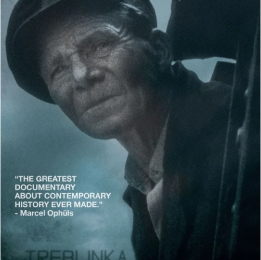 “THE GREATEST
DOCUMENTARY
ABOUT CONTEMPORARY
HISTORY EVER MADE.”
- Marcel Ophüls
TREBLINKA